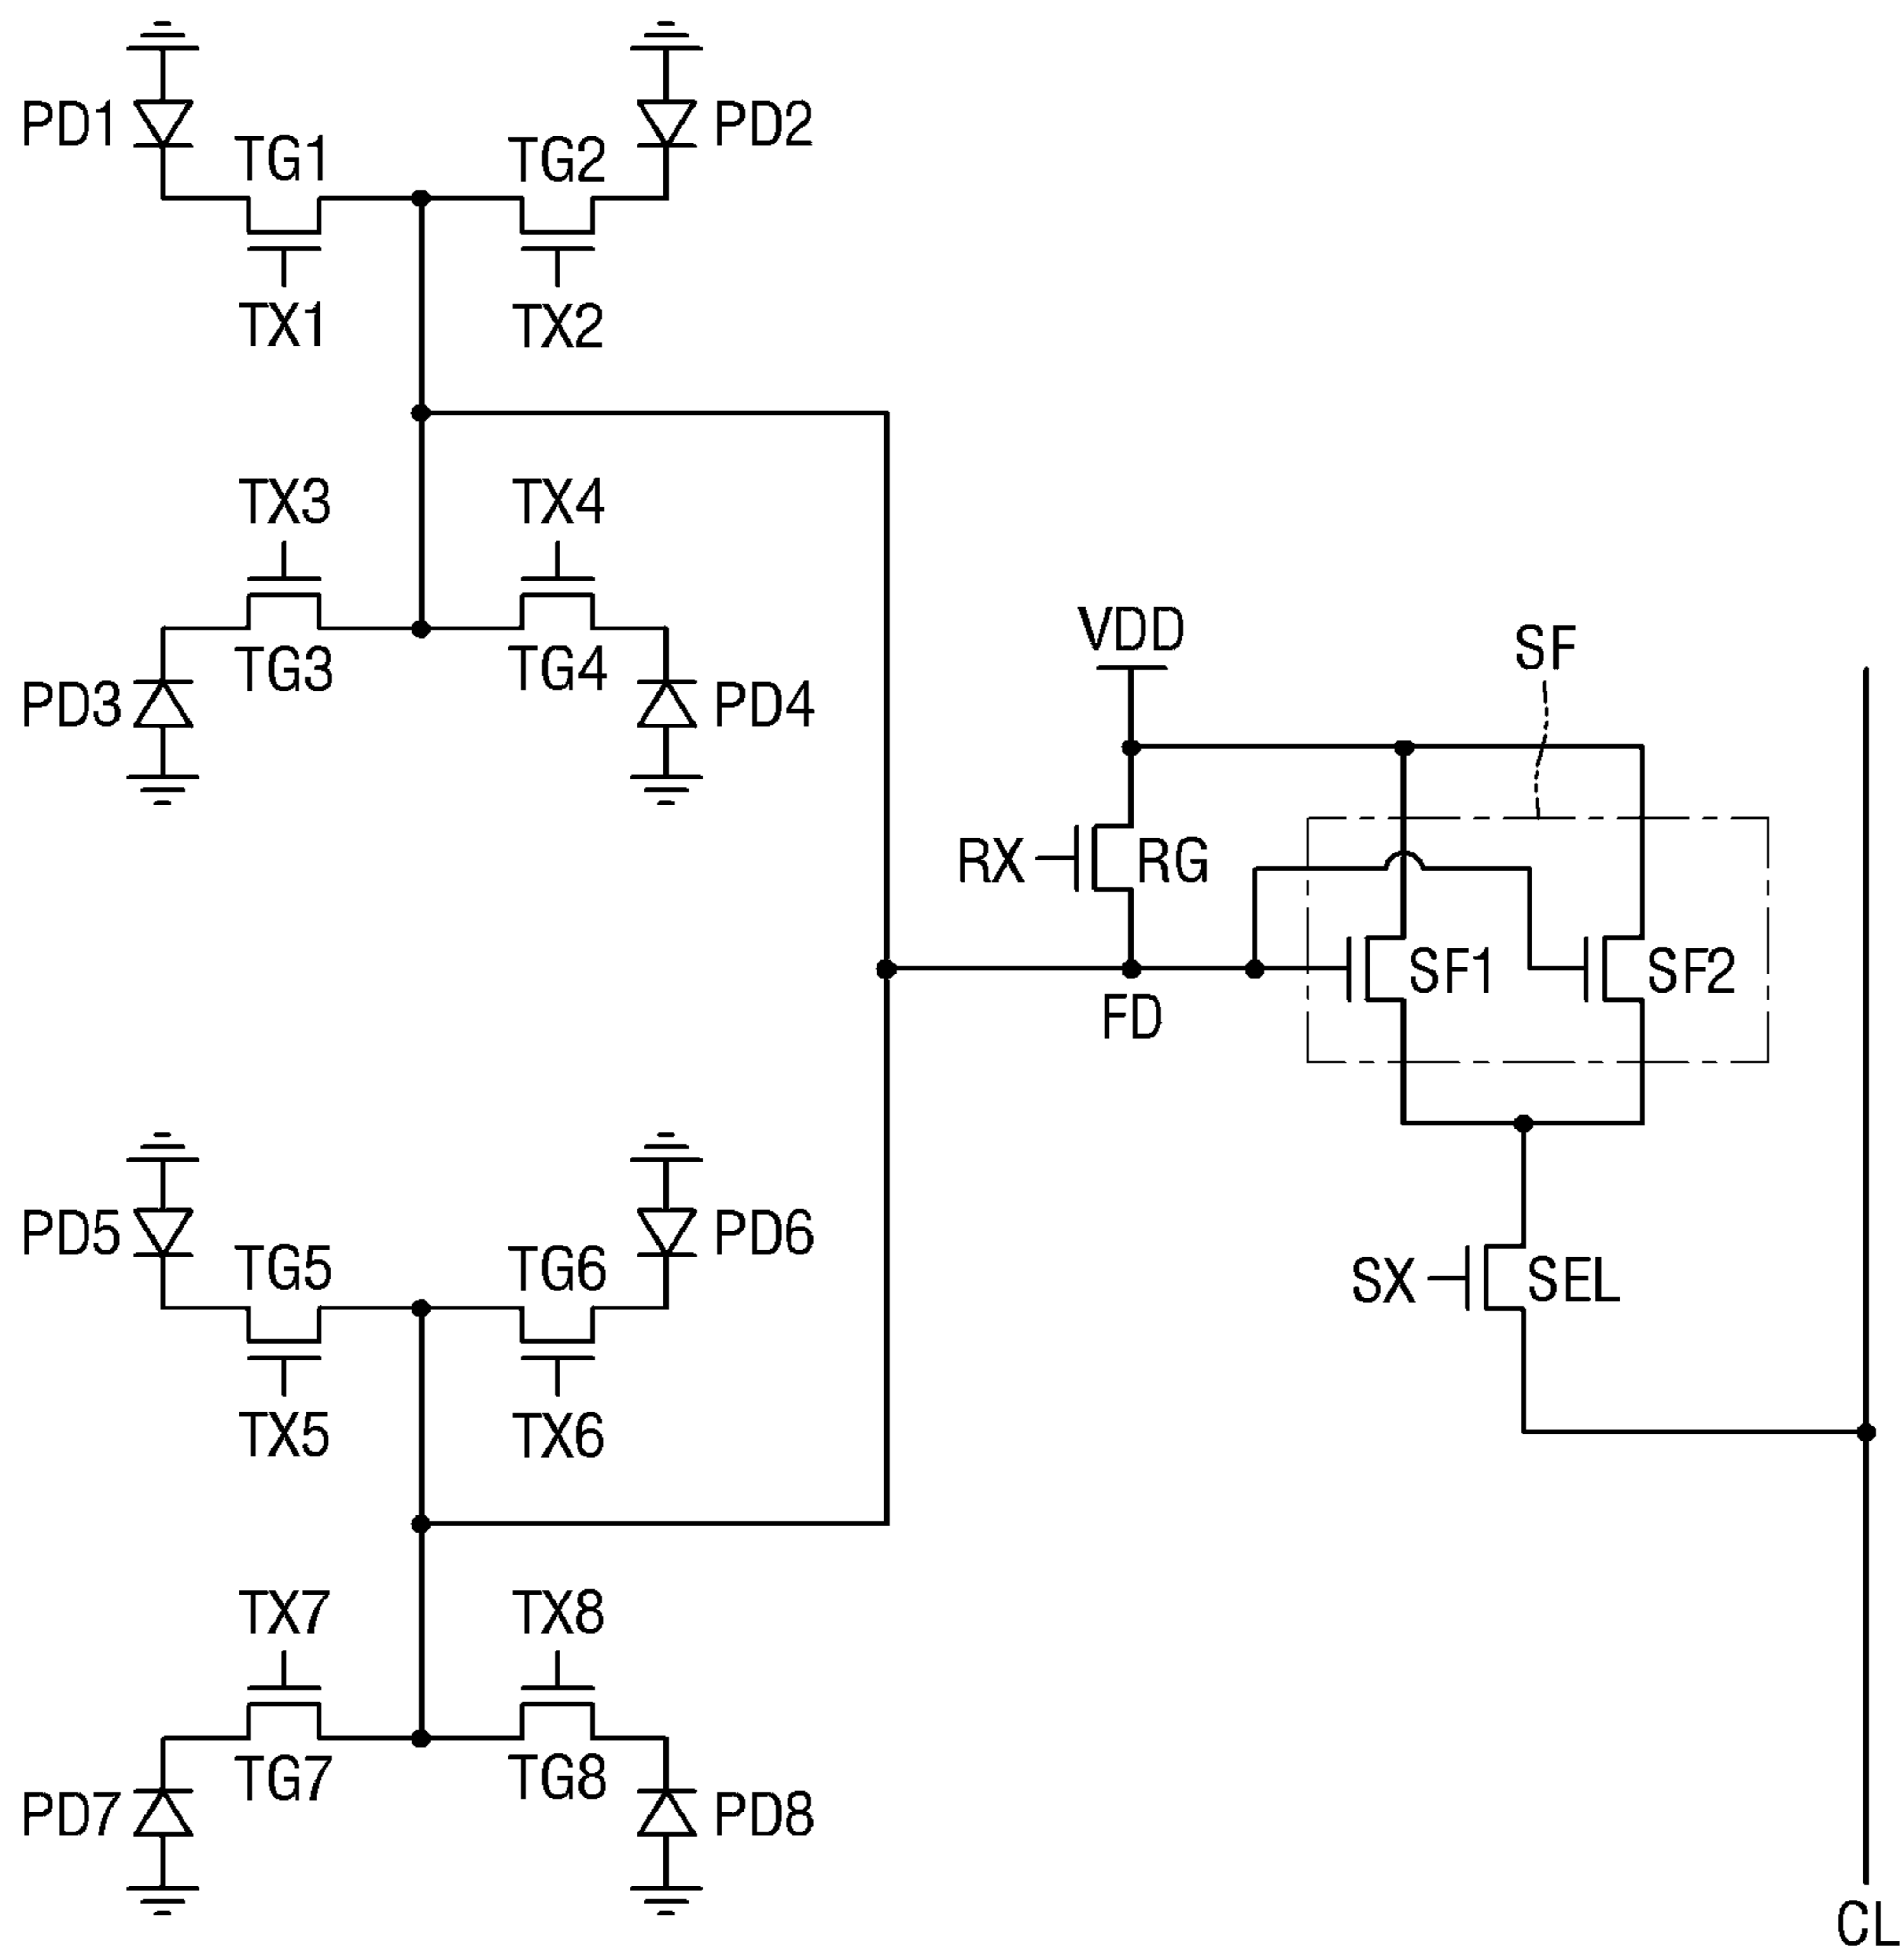 PD1
TG1
TG2
PD2
TX1
TX2
TX3
TX4
PD3
TG3
TG4
PD4
VDD
SF
RX
RG
SF1
SF2
FD
PD5
TG5
TG6
PD6
SX
SEL
TX5
TX6
TX7
TX8
PD7
TG7
TG8
PD8
CL